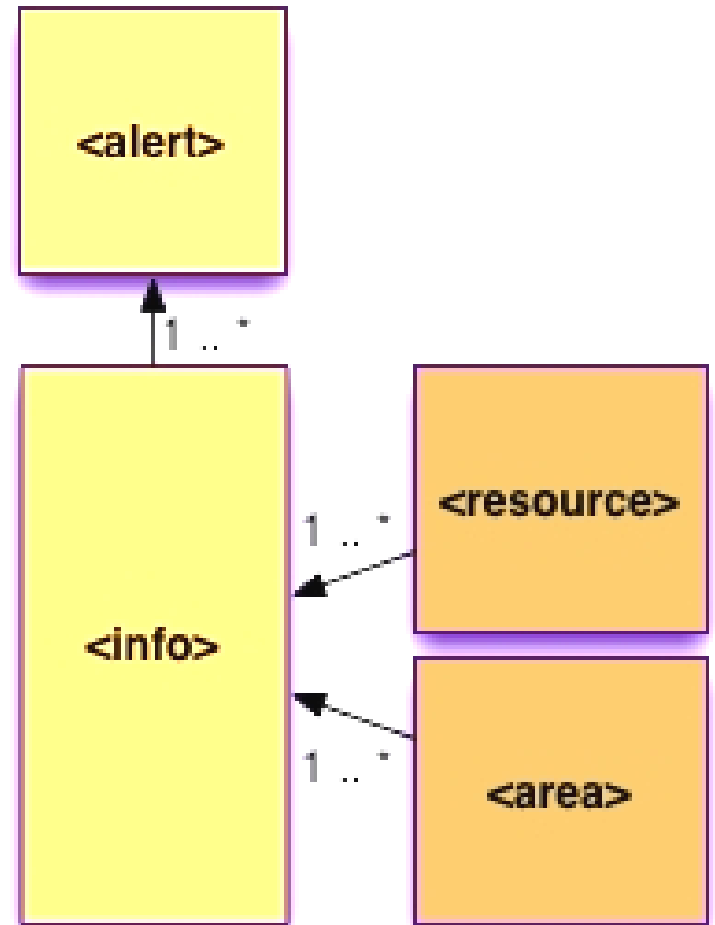 <alert>
1 .. *
<info>
1 .. *
<resource>
1 .. *
<area>